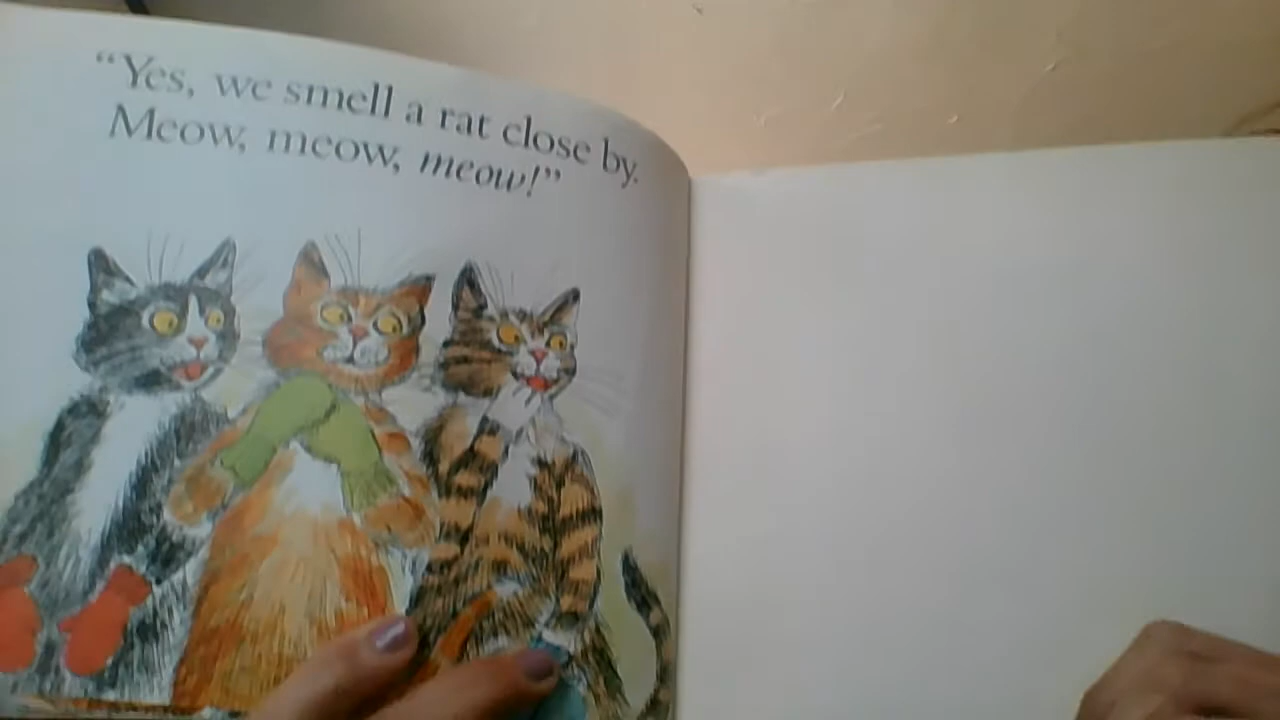 “Yes, we smell a rat close by.
Meow, meow, meow!”